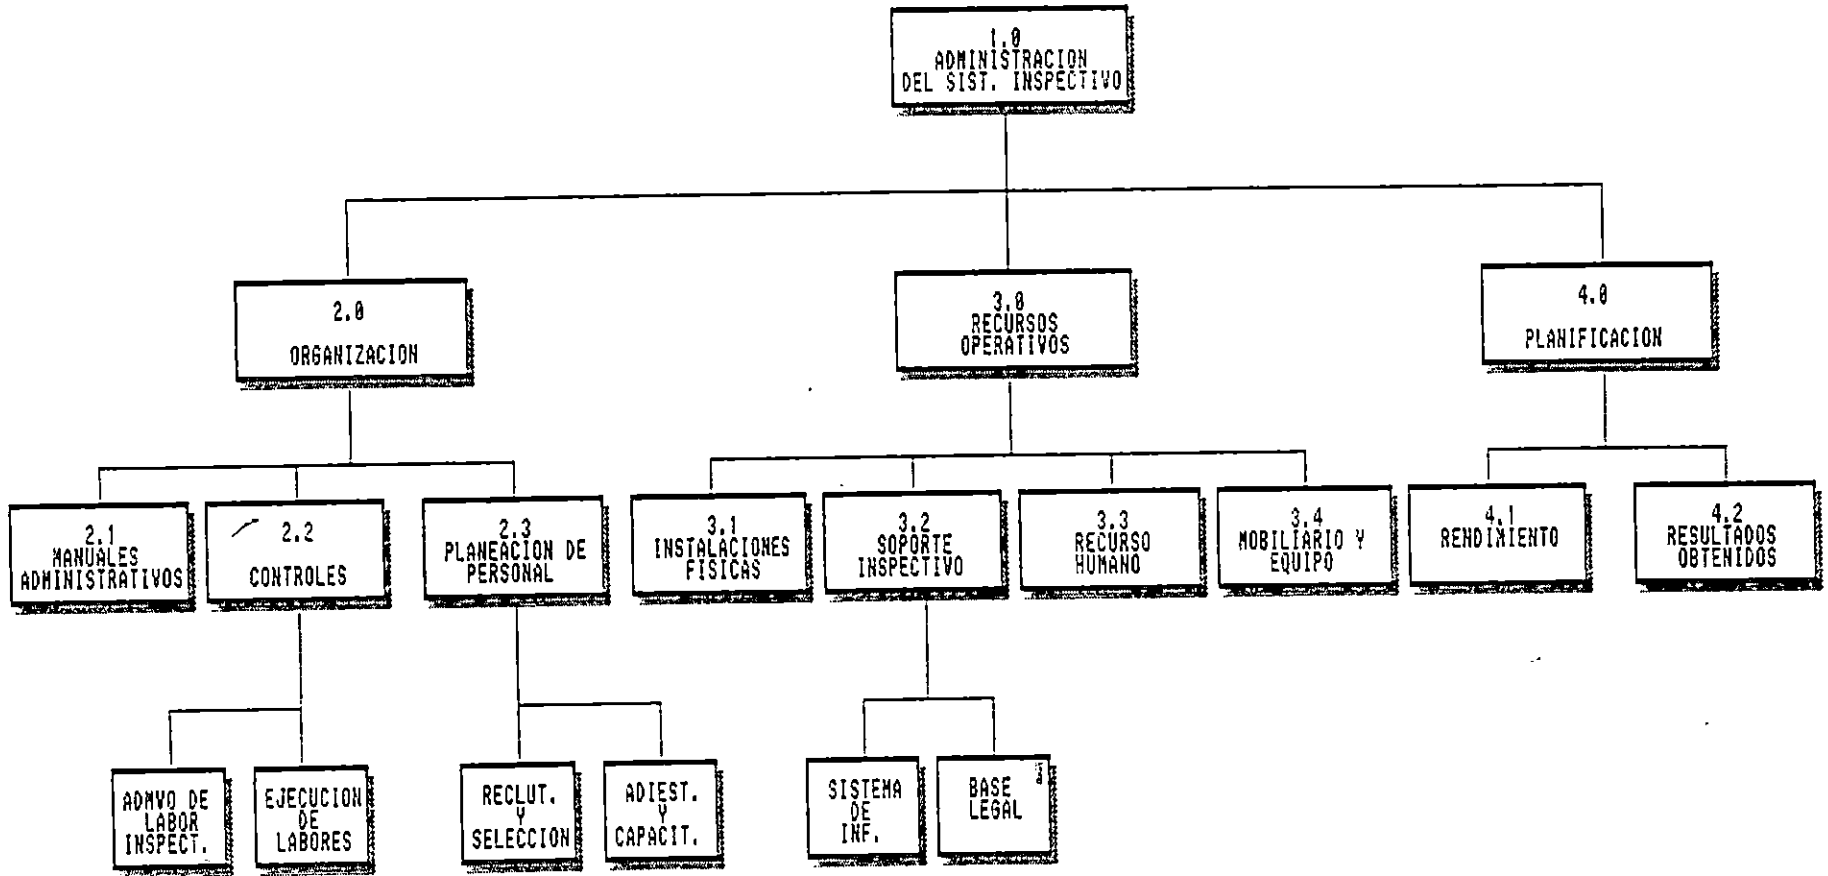 1.0
ADMINISTRACION
DEL SIST. INSPECTIVO
2.0
ORGANIZACION
3.0
RECURSOS
OPERATIVOS
4.0
PLANIFICACION
2.1
MANUALES
ADMINISTRATIVOS
2.2
CONTROLES
2.3
PLANEACION DE
PERSONAL
3.1
INSTALACIONES
FISICAS
3.2
SOPORTE
INSPECTIVO
3.3
RECURSO
HUMANO
3.4
MOBILIARIO Y
EQUIPO
4.1
RENDIMIENTO
4.2
RESULTADOS
OBTENIDOS
ADMVO DE
LABOR
INSPECT.
EJECUCION
DE
LABORES
RECLUT.
Y
SELECCION
ADIEST.
Y
CAPACIT.
SISTEMA
DE
INF.
BASE
LEGAL